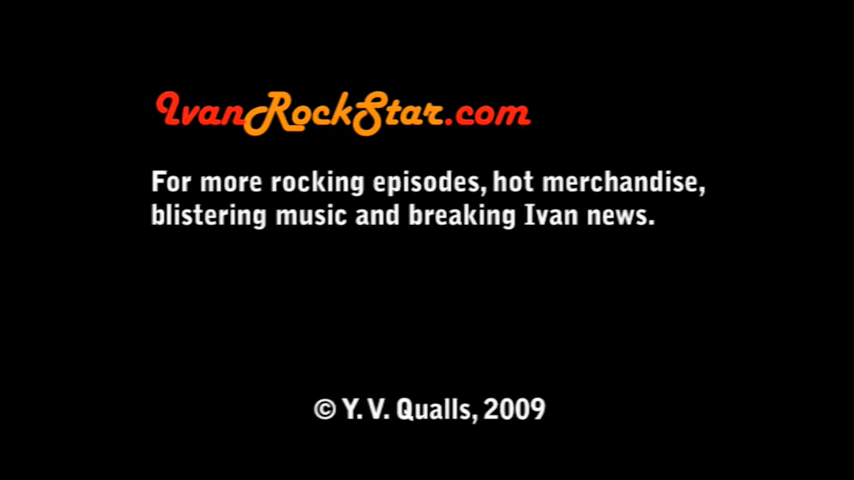 IvanRockStar.com
For more rocking episodes, hot merchandise,
blistering music and breaking Ivan news.
© Y. V. Qualls, 2009